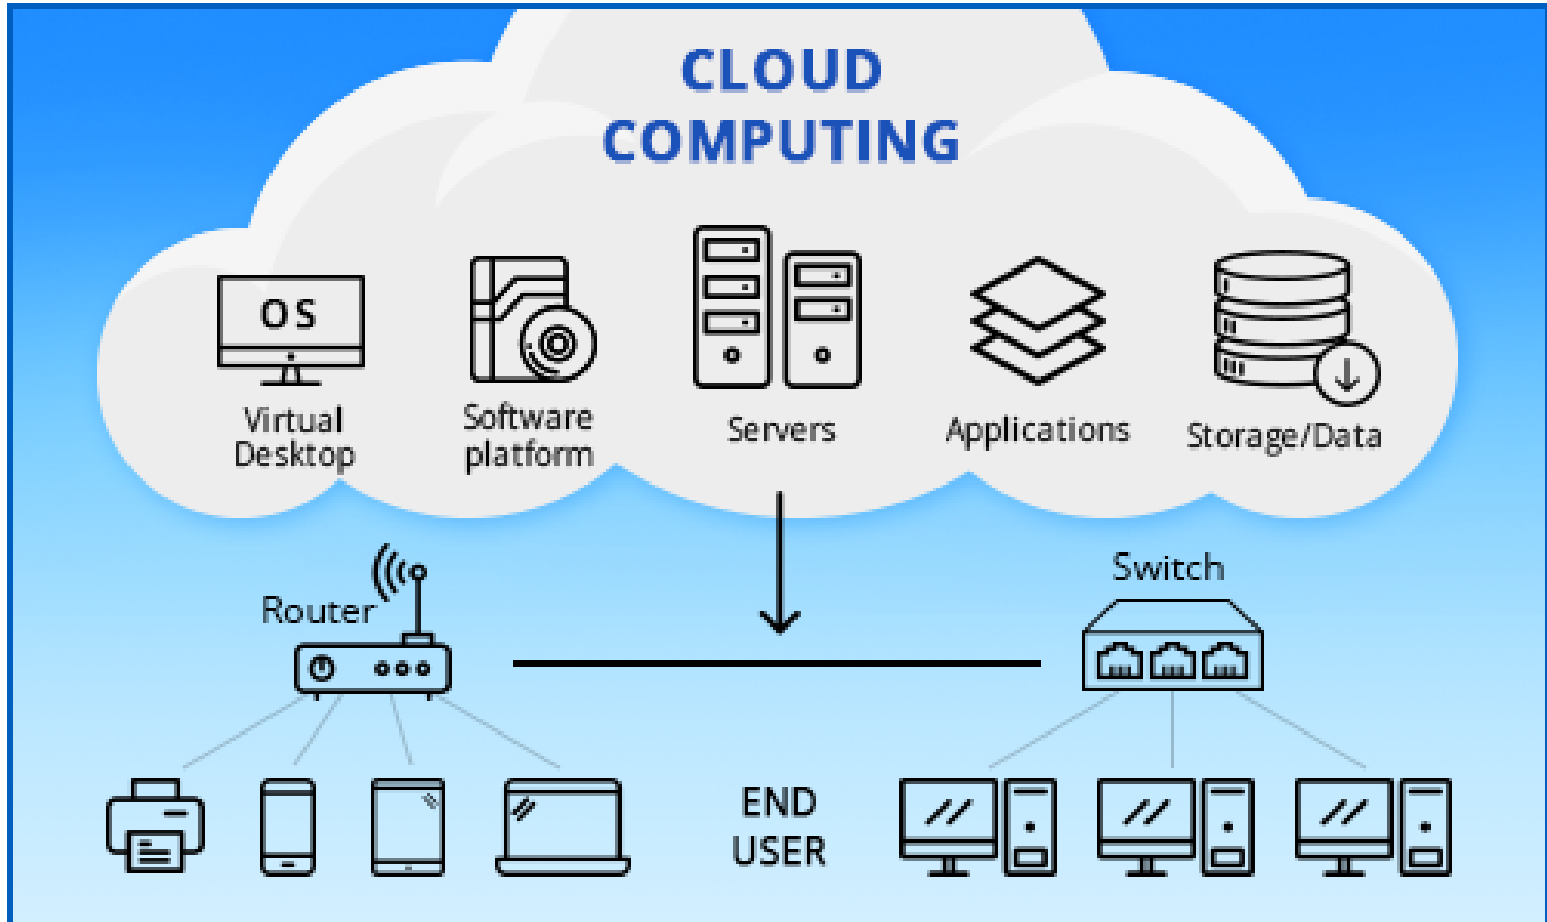 CLOUD
COMPUTING
OS
Virtual
Desktop
Software
platform
Servers
Applications
Storage/Data
Router
Switch
END
USER